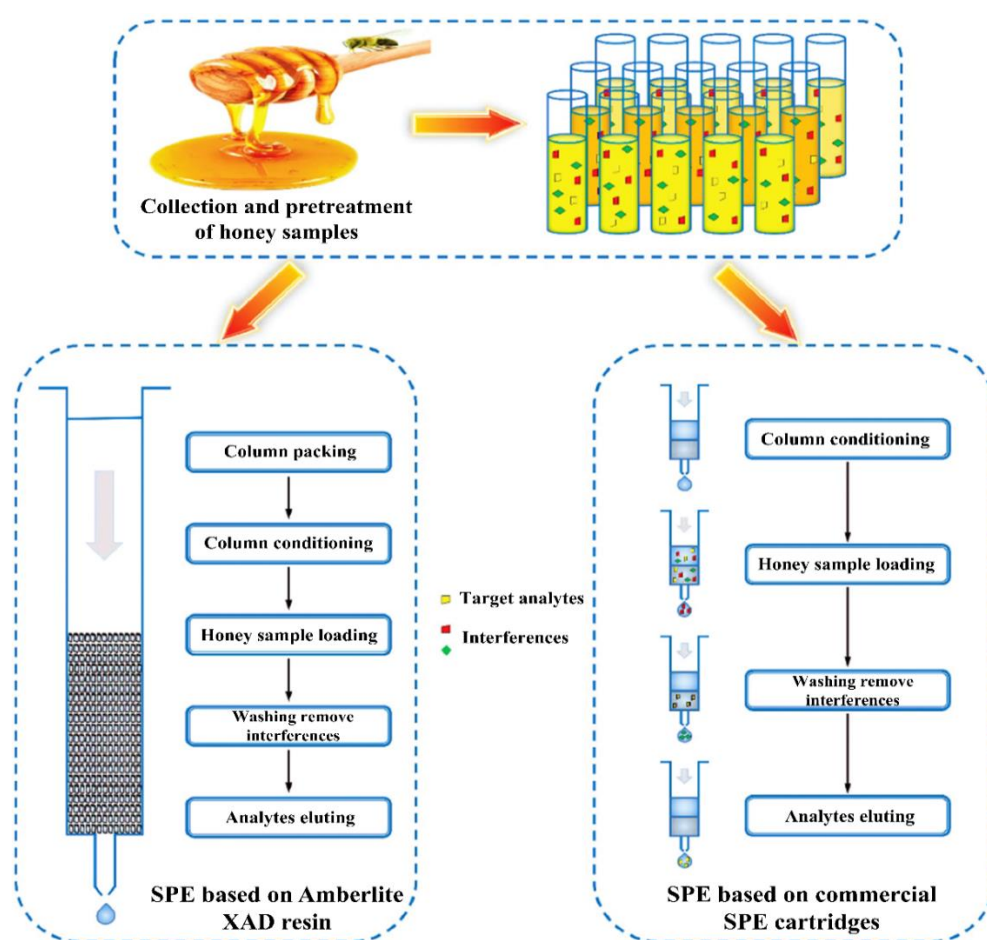 Collection and pretreatment
of honey samples
Column packing
Column conditioning
Honey sample loading
Washing remove
interferences
Analytes eluting
SPE based on Amberlite
XAD resin
Target analytes
Interferences
Column conditioning
Honey sample loading
Washing remove
interferences
Analytes eluting
SPE based on commercial
SPE cartridges